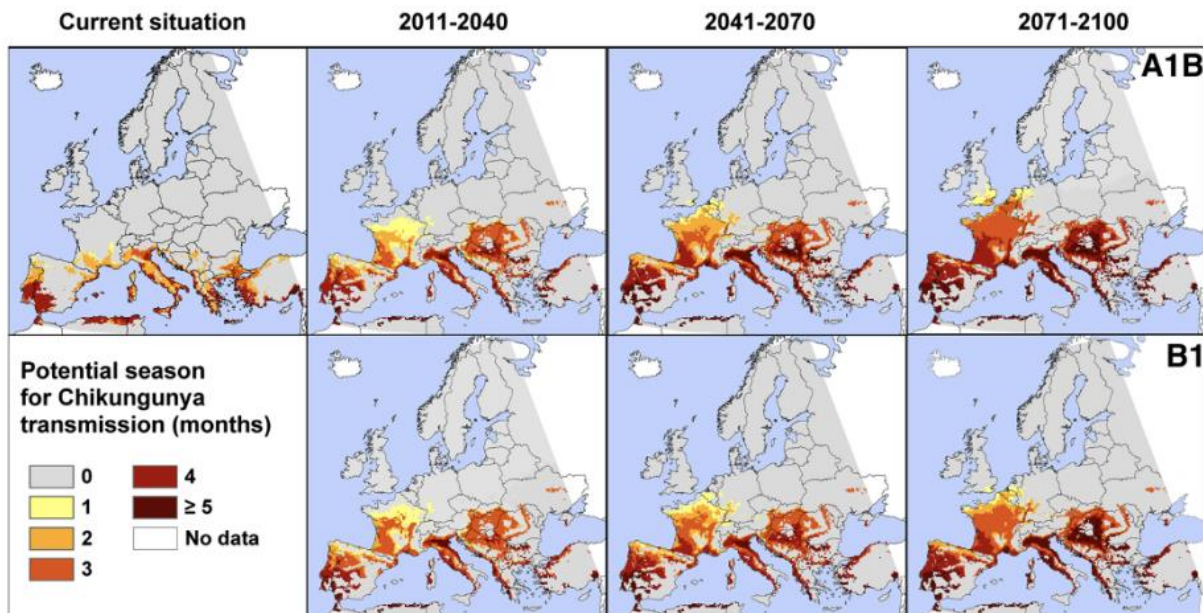 Current situation
2011-2040
2041-2070
2071-2100
A1B
B1
Potential season
for Chikungunya
transmission (months)
0
1
2
3
4
≥ 5
No data